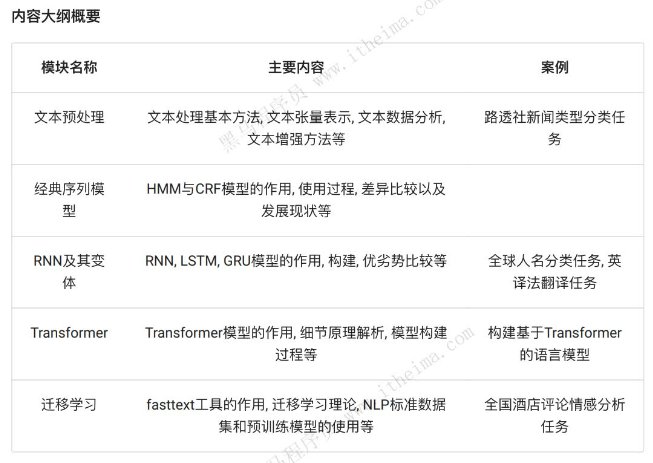 内容大纲概要
模块名称 主要内容 案例
文本预处理 文本处理基本方法, 文本张量表示, 文本数据分析, 路透社新闻类型分类任
文本增强方法等 务
经典序列模 HMM与CRF模型的作用, 使用过程, 差异比较以及
型 发展现状等
RNN及其变 RNN, LSTM, GRU模型的作用, 构建, 优劣势比较等 全球人名分类任务, 英
体 译法翻译任务
Transformer Transformer模型的作用, 细节原理解析, 模型构建 构建基于Transformer
过程等 的语言模型
迁移学习 fasttext工具的作用, 迁移学习理论, NLP标准数据 全国酒店评论情感分析
集和预训练模型的使用等 任务
黑马程序员 www.itheima.com
马程序员 www.itheima.com